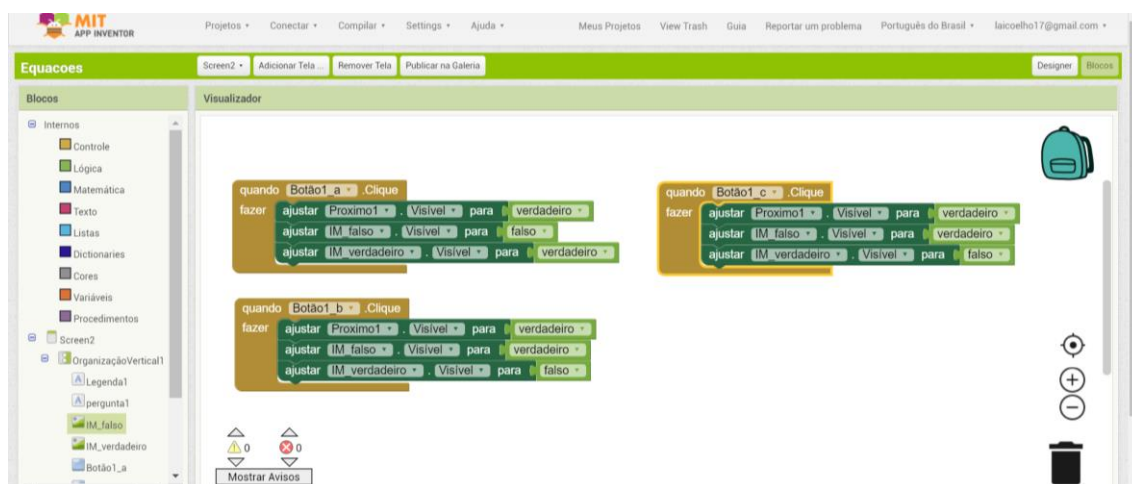 MIT
APP INVENTOR
Projetos Conectar Compilar Settings Ajuda Meus Projetos View Trash Guia Reportar um problema Português do Brasil laicoelho17@gmail.com
Equacoes
Screen2 Adicionar Tela ... Remover Tela Publicar na Galeria Designer Blocos
Blocos
Internos
Controle
Lógica
Matemática
Texto
Listas
Dictionaries
Cores
Variáveis
Procedimentos
Screen2
OrganizaçãoVertical1
Legenda1
pergunta1
IM_falso
IM_verdadeiro
Botão1_a
Visualizador
quando Botão1_a .Clique
fazer ajustar Proximo1 . Visível para verdadeiro
ajustar IM_falso . Visível para falso
ajustar IM_verdadeiro . Visível para verdadeiro
quando Botão1_c .Clique
fazer ajustar Proximo1 . Visível para verdadeiro
ajustar IM_falso . Visível para verdadeiro
ajustar IM_verdadeiro . Visível para falso
quando Botão1_b .Clique
fazer ajustar Proximo1 . Visível para verdadeiro
ajustar IM_falso . Visível para verdadeiro
ajustar IM_verdadeiro . Visível para falso
0 0
Mostrar Avisos